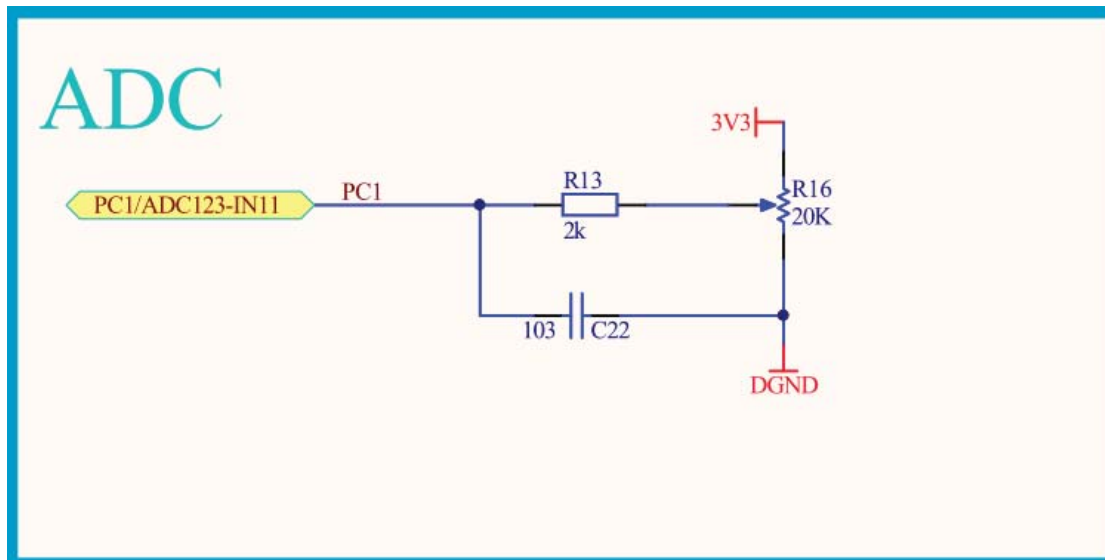 ADC
3V3
PC1/ADC123-IN11
PC1
R13
2k
R16
20K
103
C22
DGND